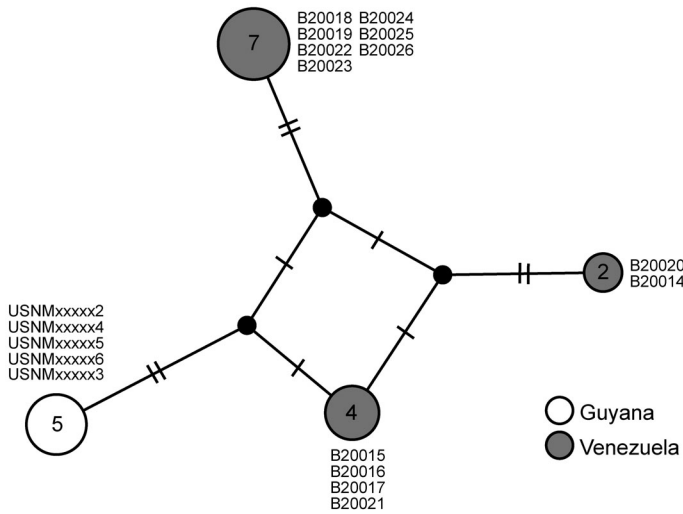 7
B20018 B20024
B20019 B20025
B20022 B20026
B20023
2
B20020
B20014
USNMxxxxx2
USNMxxxxx4
USNMxxxxx5
USNMxxxxx6
USNMxxxxx3
5
4
B20015
B20016
B20017
B20021
Guyana
Venezuela